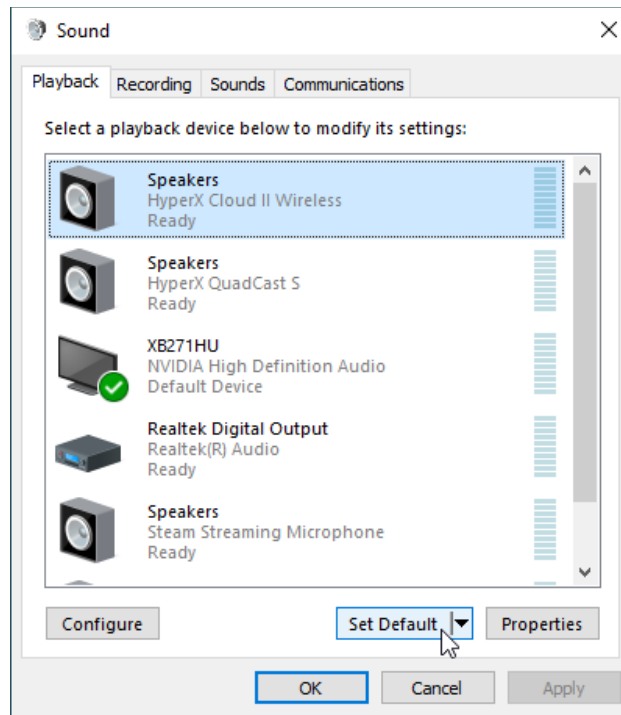 Sound
Playback Recording Sounds Communications
Select a playback device below to modify its settings:
Speakers
HyperX Cloud II Wireless
Ready
Speakers
HyperX QuadCast S
Ready
XB271HU
NVIDIA High Definition Audio
Default Device
Realtek Digital Output
Realtek(R) Audio
Ready
Speakers
Steam Streaming Microphone
Ready
Configure Set Default Properties
OK Cancel Apply